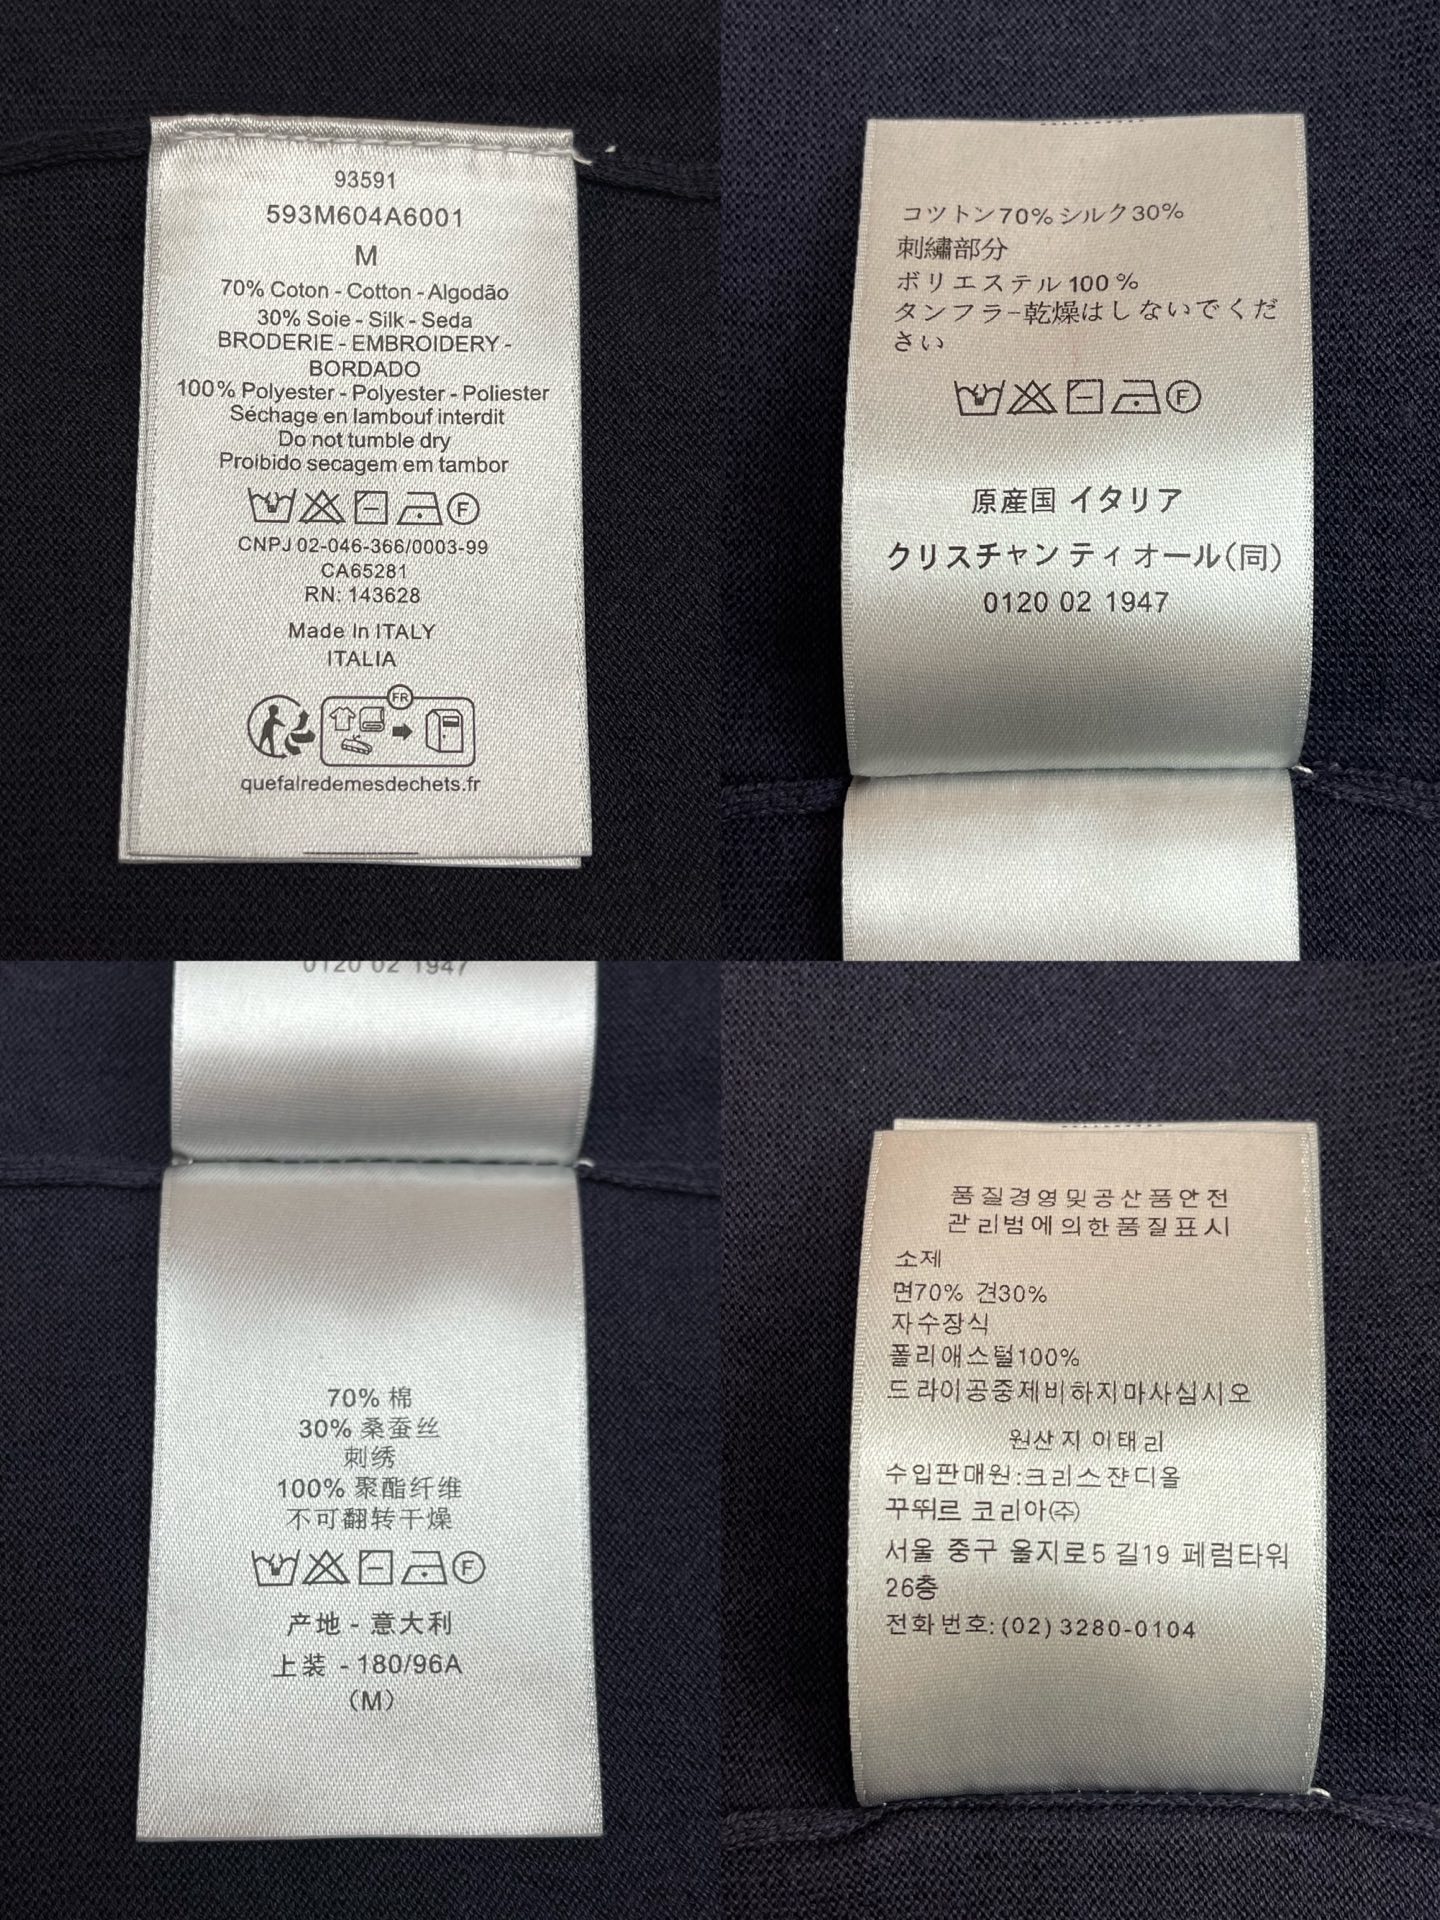 93591
593M604A6001
M
70% Coton - Cotton - Algodão
30% Soie - Silk - Seda
BRODERIE - EMBROIDERY -
BORDADO
100% Polyester - Polyester - Poliester
Séchage en lambouf interdit
Do not tumble dry
Proibido secagem em tambor
F
CNPJ 02-046-366/0003-99
CA65281
RN: 143628
Made In ITALY
ITALIA
FR
quefalredemesdechets.fr
コツトン70%シルク30%
刺繡部分
ボリエステル100%
タンフラー乾燥はしないでくだ
さい
F
原産国 イタリア
クリスチャン ティ オール(同)
0120 02 1947
0120 02 1947
70% 棉
30% 桑蚕丝
刺绣
100% 聚酯纤维
不可翻转干燥
F
产地 - 意大利
上装 - 180/96A
(M)
품질경영및공산품안전
관리범에의한품질표시
소제
면70% 견30%
자수장식
폴리애스털100%
드라이공중제비하지마사심시오
원산지 이태리
수입판매원:크리스쟌디올
꾸뛰르 코리아㈜
서울 중구 을지로5 길19 페럼타워
26층
전화번호:(02)3280-0104